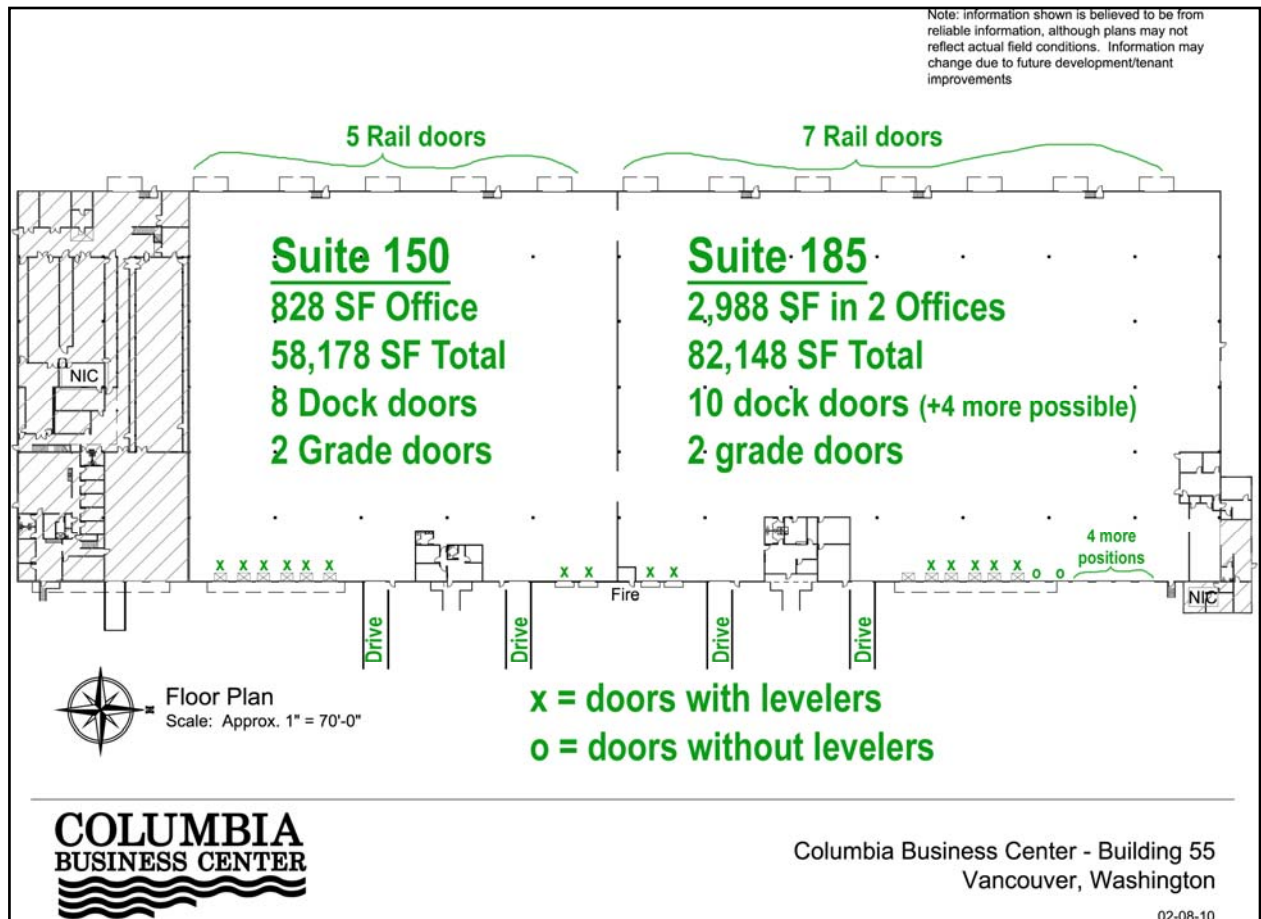 Note: information shown is believed to be from
reliable information, although plans may not
reflect actual field conditions. Information may
change due to future development/tenant
improvements
5 Rail doors
7 Rail doors
Suite 150
828 SF Office
58,178 SF Total
8 Dock doors
2 Grade doors
Suite 185
2,988 SF in 2 Offices
82,148 SF Total
10 dock doors (+4 more possible)
2 grade doors
NIC
4 more
positions
x x x x x x
x x
x x
x x x x x o o
Fire
NIC
Drive
Drive
Drive
Drive
Floor Plan
Scale: Approx. 1" = 70'-0"
x = doors with levelers
o = doors without levelers
COLUMBIA
BUSINESS CENTER
Columbia Business Center - Building 55
Vancouver, Washington
02-08-10